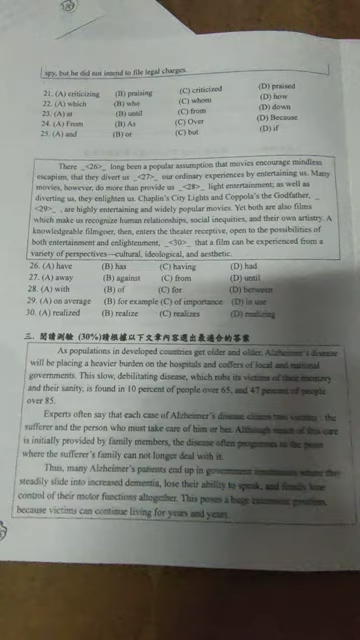 spy, but he did not intend to file legal charges.
21. (A) criticizing (B) praising (C) criticized (D) praised
22. (A) which (B) who (C) whom (D) how
23. (A) at (B) until (C) from (D) down
24. (A) From (B) As (C) Over (D) Because
25. (A) and (B) or (C) but (D) if
There _<26>_ long been a popular assumption that movies encourage mindless
escapism, that they divert us _<27>_ our ordinary experiences by entertaining us. Many
movies, however, do more than provide us _<28>_ light entertainment; as well as
diverting us, they enlighten us. Chaplin's City Lights and Coppola's the Godfather, _
<29>_ , are highly entertaining and widely popular movies. Yet both are also films
which make us recognize human relationships, social inequities, and their own artistry. A
knowledgeable filmgoer, then, enters the theater receptive, open to the possibilities of
both entertainment and enlightenment, _<30>_ that a film can be experienced from a
variety of perspectives—cultural, ideological, and aesthetic.
26. (A) have (B) has (C) having (D) had
27. (A) away (B) against (C) from (D) until
28. (A) with (B) of (C) for (D) between
29. (A) on average (B) for example (C) of importance (D) in use
30. (A) realized (B) realize (C) realizes (D) realizing
三. 閱讀測驗 (30%)請根據以下文章內容選出最適合的答案
As populations in developed countries get older and older, Alzheimer's disease
will be placing a heavier burden on the hospitals and coffers of local and national
governments. This slow, debilitating disease, which robs its victims of their memory
and their sanity, is found in 10 percent of people over 65, and 47 percent of people
over 85.
Experts often say that each case of Alzheimer's disease claims two victims : the
sufferer and the person who must take care of him or her. Although much of this care
is initially provided by family members, the disease often progresses to the point
where the sufferer's family can not longer deal with it.
Thus, many Alzheimer's patients end up in government institutions where they
steadily slide into increased dementia, lose their ability to speak, and finally lose
control of their motor functions altogether. This poses a huge economic problem,
because victims can continue living for years and years.